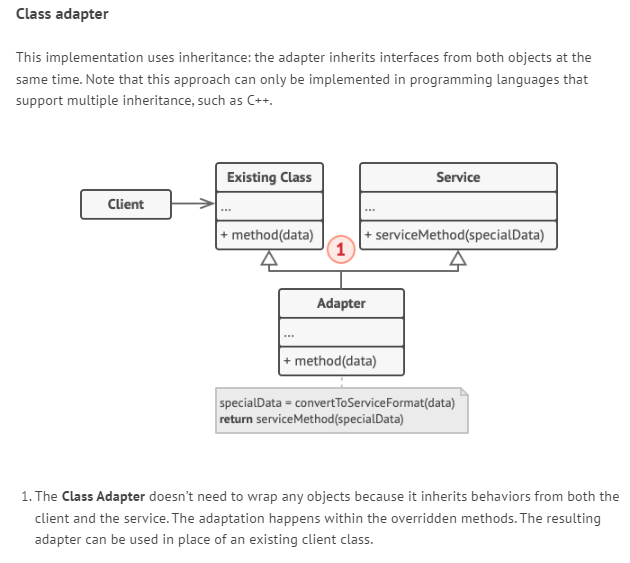 Class adapter
This implementation uses inheritance: the adapter inherits interfaces from both objects at the
same time. Note that this approach can only be implemented in programming languages that
support multiple inheritance, such as C++.
Client
Existing Class
...
+ method(data)
Service
...
+ serviceMethod(specialData)
1
Adapter
...
+ method(data)
specialData = convertToServiceFormat(data)
return serviceMethod(specialData)
1. The Class Adapter doesn’t need to wrap any objects because it inherits behaviors from both the
client and the service. The adaptation happens within the overridden methods. The resulting
adapter can be used in place of an existing client class.